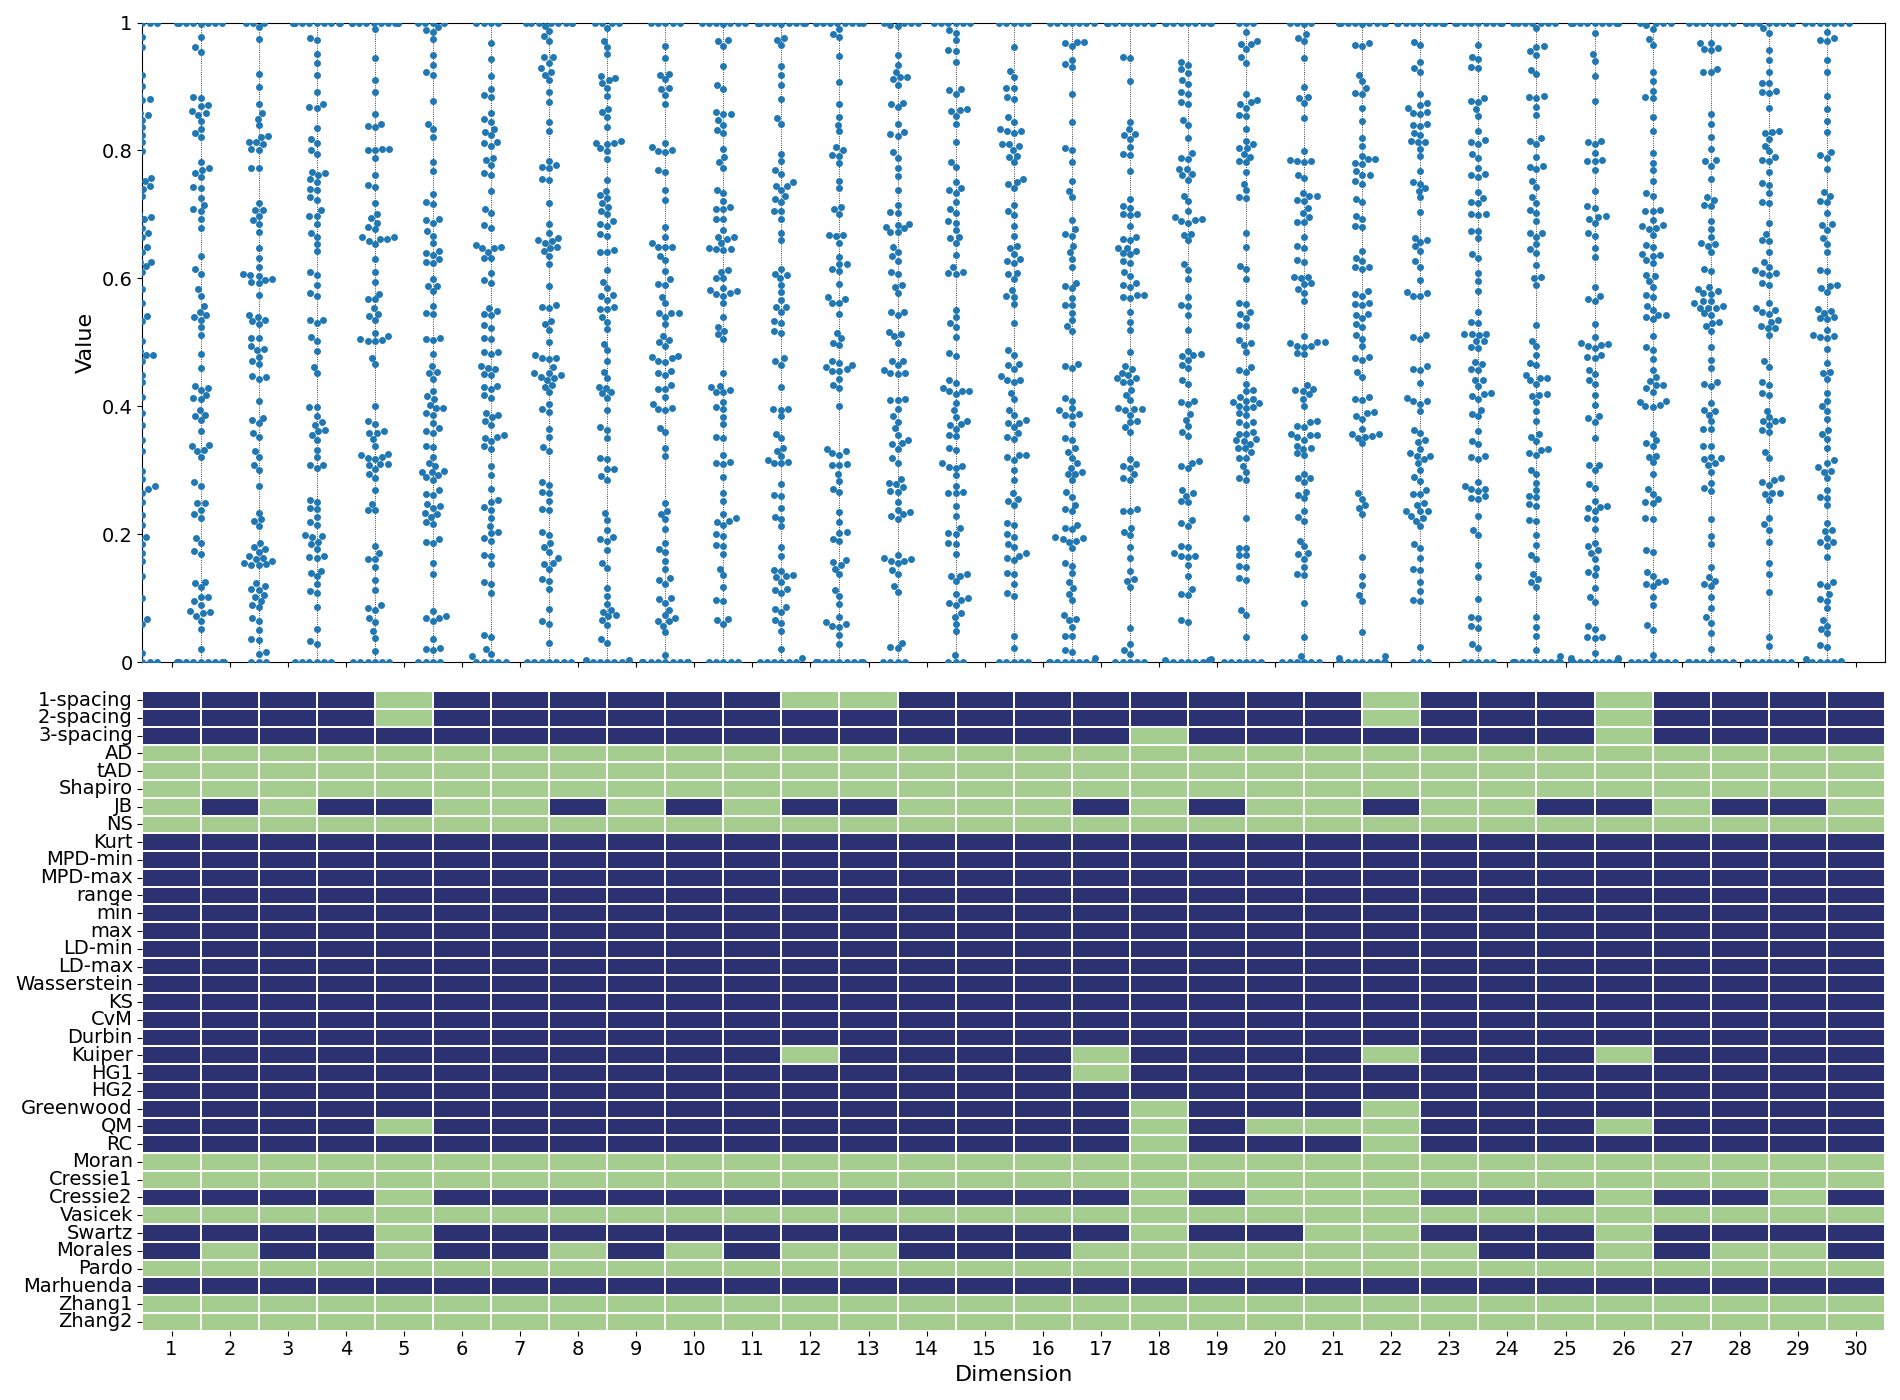 1
0.8
0.6
0.4
0.2
0
Value
1-spacing
2-spacing
3-spacing
AD
tAD
Shapiro
JB
NS
Kurt
MPD-min
MPD-max
range
min
max
LD-min
LD-max
Wasserstein
KS
CvM
Durbin
Kuiper
HG1
HG2
Greenwood
QM
RC
Moran
Cressie1
Cressie2
Vasicek
Swartz
Morales
Pardo
Marhuenda
Zhang1
Zhang2
1 2 3 4 5 6 7 8 9 10 11 12 13 14 15 16 17 18 19 20 21 22 23 24 25 26 27 28 29 30
Dimension